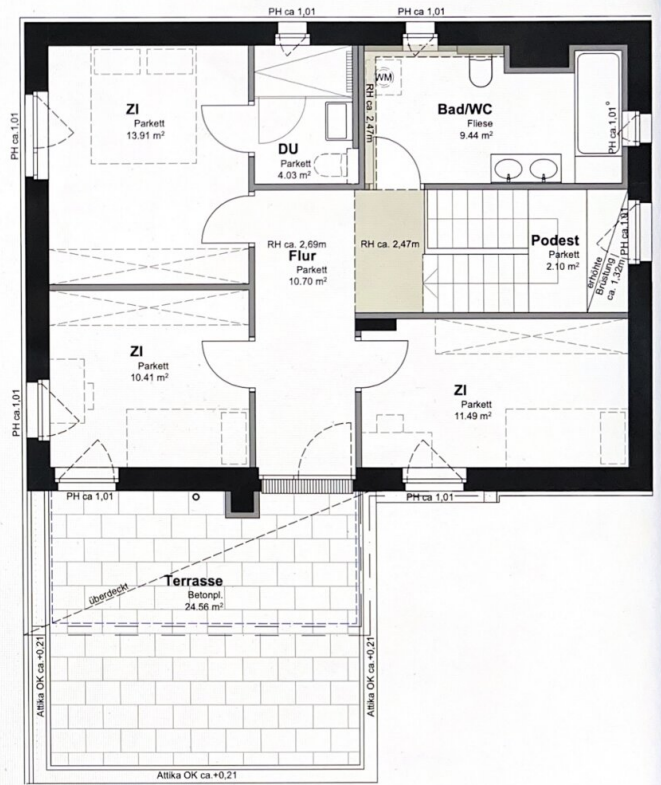 PH ca 1,01
PH ca. 1,01
ZI
Parkett
13.91 m²
DU
Parkett
4.03 m²
WM
RH ca. 2,47m
Bad/WC
Fliese
9.44 m²
PH ca. 1,01
PH ca. 1,01°
RH ca. 2,69m
Flur
Parkett
10.70 m²
RH ca. 2,47m
Podest
Parkett
2.10 m²
erhöhte
Brüstung
ca. 1,32m
PH ca. 1,01
ZI
Parkett
10.41 m²
ZI
Parkett
11.49 m²
PH ca.1,01
PH ca 1,01
PH ca 1,01
überdeckt
Terrasse
Betonpl.
24.56 m²
Attika OK ca.+0,21
Attika OK ca.+0,21
Attika OK ca.+0,21